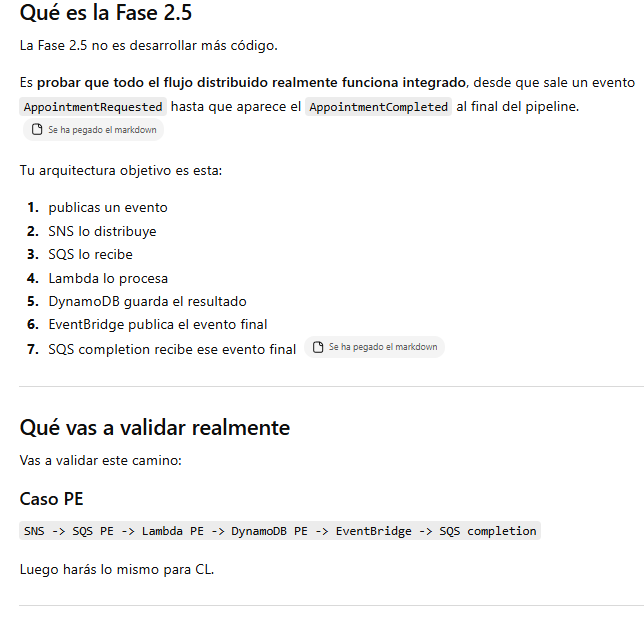 Qué es la Fase 2.5
La Fase 2.5 no es desarrollar más código.
Es probar que todo el flujo distribuido realmente funciona integrado, desde que sale un evento
AppointmentRequested hasta que aparece el AppointmentCompleted al final del pipeline.
Se ha pegado el markdown
Tu arquitectura objetivo es esta:
1. publicas un evento
2. SNS lo distribuye
3. SQS lo recibe
4. Lambda lo procesa
5. DynamoDB guarda el resultado
6. EventBridge publica el evento final
7. SQS completion recibe ese evento final Se ha pegado el markdown
Qué vas a validar realmente
Vas a validar este camino:
Caso PE
SNS -> SQS PE -> Lambda PE -> DynamoDB PE -> EventBridge -> SQS completion
Luego harás lo mismo para CL.